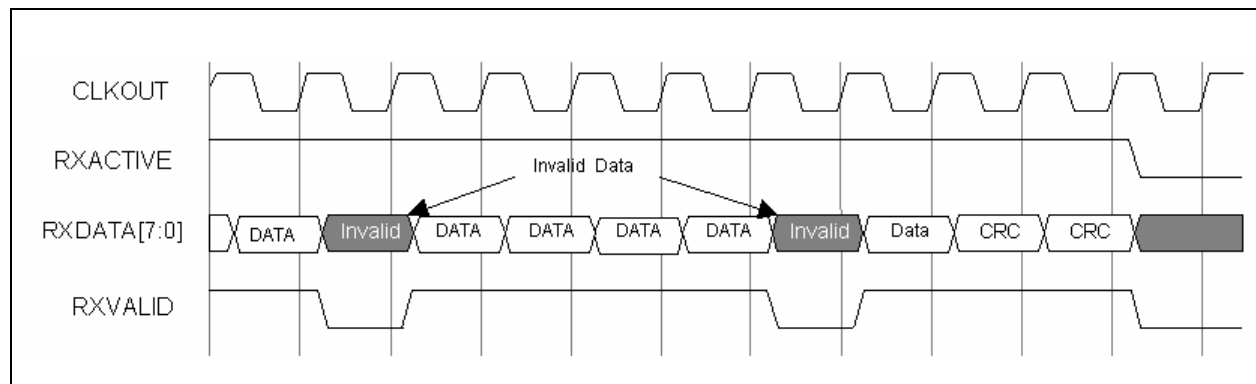 CLKOUT
RXACTIVE
Invalid Data
RXDATA[7:0]
DATA Invalid DATA DATA DATA DATA Invalid Data CRC CRC
RXVALID